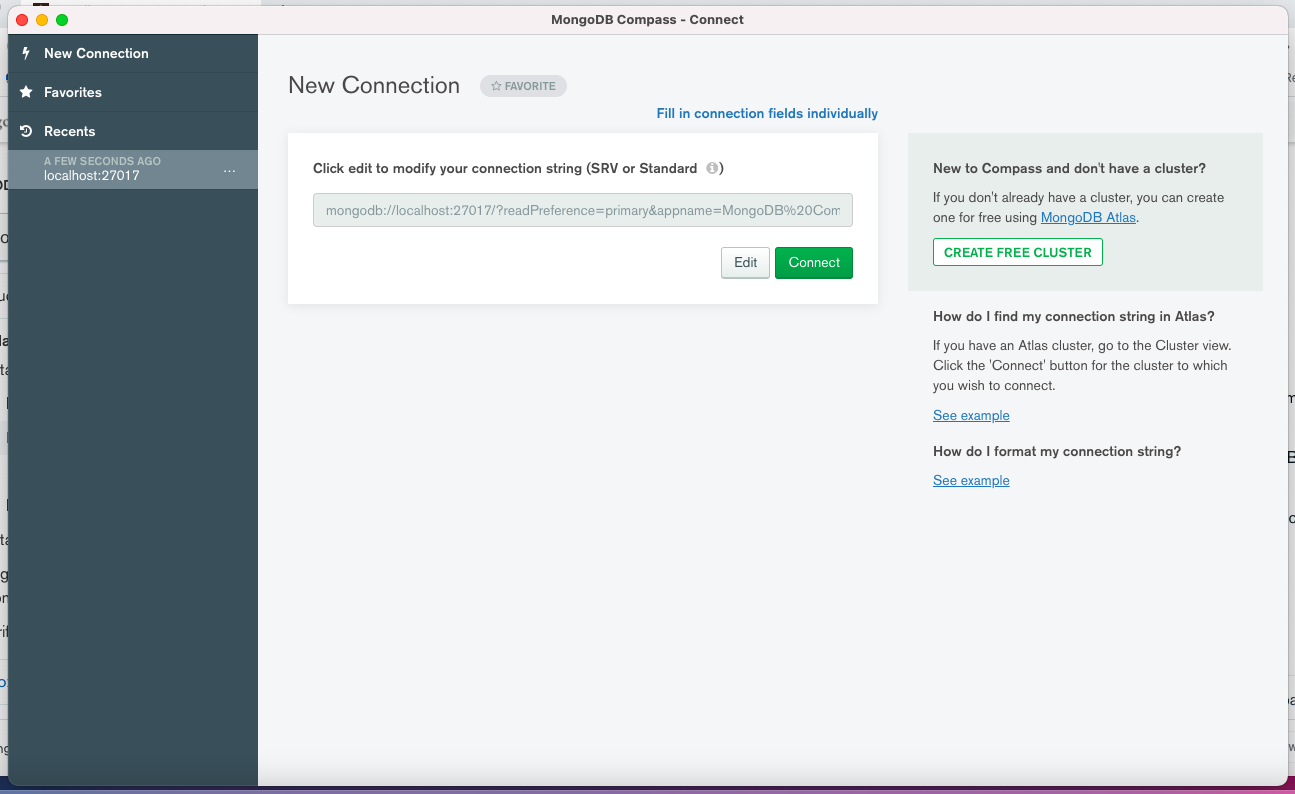 MongoDB Compass - Connect
New Connection
Favorites
Recents
A FEW SECONDS AGO
localhost:27017
...
New Connection
FAVORITE
Fill in connection fields individually
Click edit to modify your connection string (SRV or Standard )
mongodb://localhost:27017/?readPreference=primary&appname=MongoDB%20Com
Edit
Connect
New to Compass and don't have a cluster?
If you don't already have a cluster, you can create
one for free using MongoDB Atlas.
CREATE FREE CLUSTER
How do I find my connection string in Atlas?
If you have an Atlas cluster, go to the Cluster view.
Click the 'Connect' button for the cluster to which
you wish to connect.
See example
How do I format my connection string?
See example